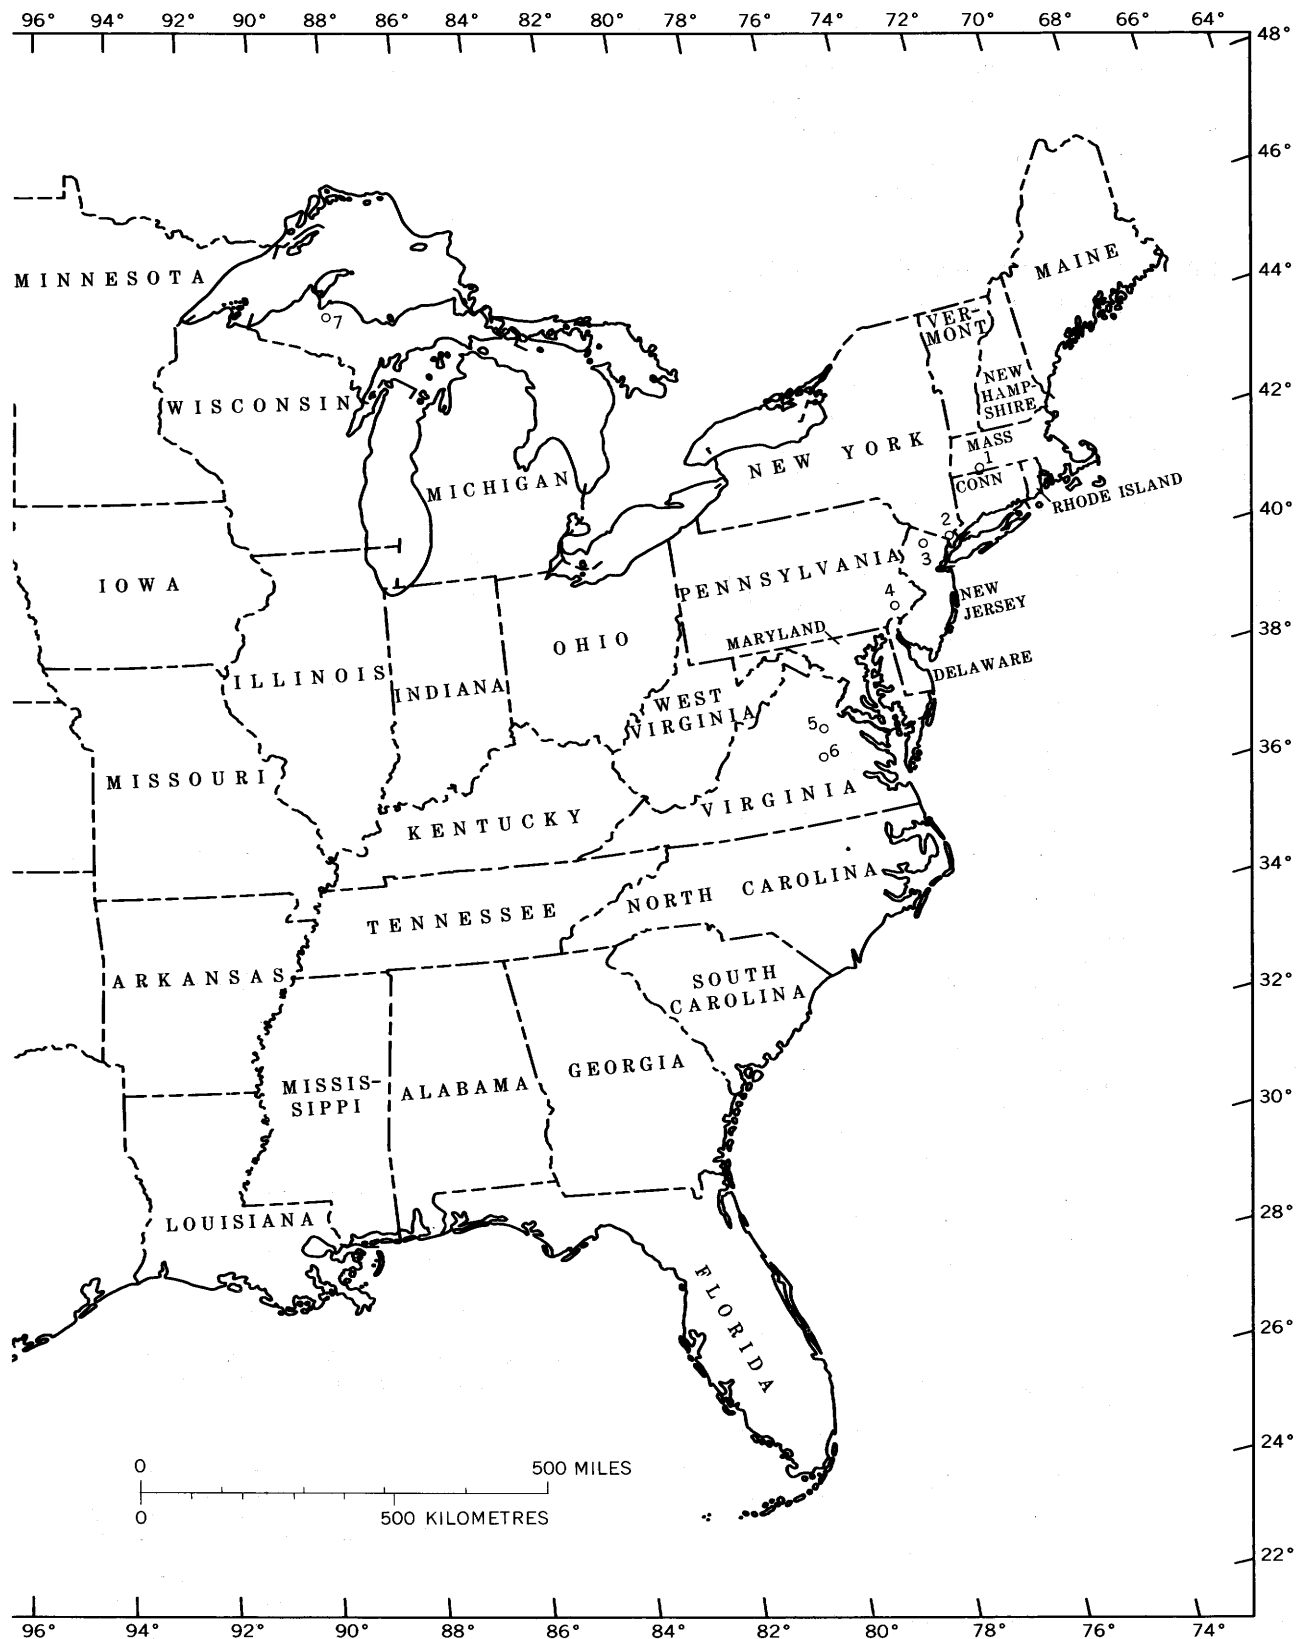 96° 94° 92° 90° 88° 86° 84° 82° 80° 78° 76° 74° 72° 70° 68° 66° 64°
48°
46°
MAINE
44°
MINNESOTA
7
VER-
MONT
NEW
HAMP-
SHIRE
42°
WISCONSIN
MASS
1
NEW YORK
MICHIGAN
CONN
RHODE ISLAND
40°
2
3
IOWA
PENNSYLVANIA
4
NEW
JERSEY
38°
MARYLAND
OHIO
DELAWARE
ILLINOIS
INDIANA
WEST
VIRGINIA
5
36°
6
MISSOURI
VIRGINIA
KENTUCKY
34°
NORTH CAROLINA
TENNESSEE
32°
ARKANSAS
SOUTH
CAROLINA
GEORGIA
MISSIS-
SIPPI
ALABAMA
30°
28°
LOUISIANA
FLORIDA
26°
24°
0 500 MILES
0 500 KILOMETRES
22°
96° 94° 92° 90° 88° 86° 84° 82° 80° 78° 76° 74°